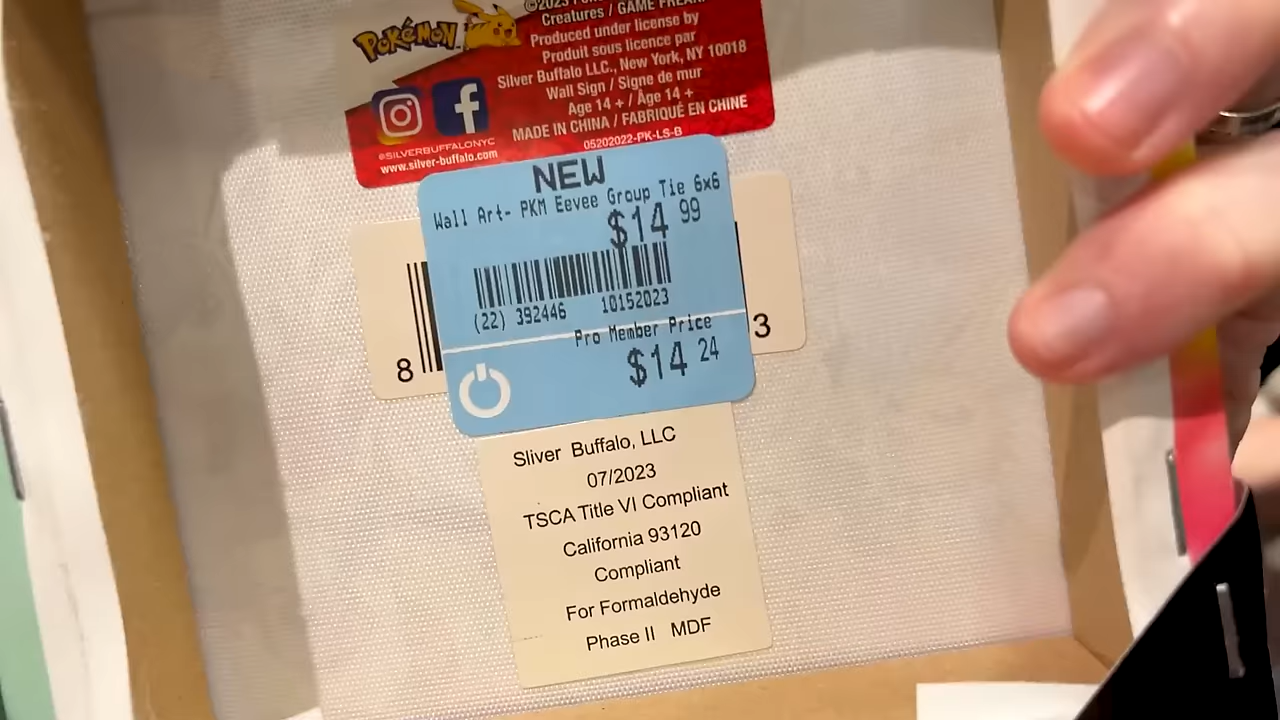 POKéMON
©2023 Pokémon
Creatures / GAME FREAK
Produced under license by
Produit sous licence par
Silver Buffalo LLC., New York, NY 10018
Wall Sign / Signe de mur
Age 14 + / Âge 14 +
MADE IN CHINA / FABRIQUÉ EN CHINE
05202022-PK-LS-B
@SILVERBUFFALONYC
www.silver-buffalo.com
NEW
Wall Art- PKM Eevee Group Tie 6x6
$14 99
(22) 392446 10152023
Pro Member Price
$14 24
8
3
Sliver Buffalo, LLC
07/2023
TSCA Title VI Compliant
California 93120
Compliant
For Formaldehyde
Phase II MDF